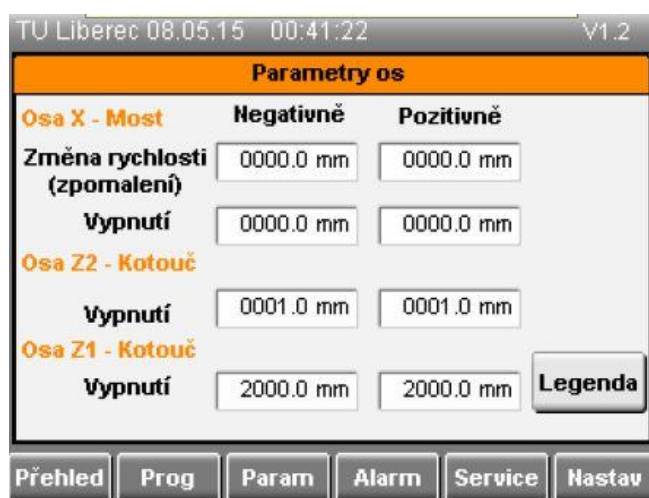 TU Liberec 08.05.15 00:41:22 V1.2
Parametry os
Osa X - Most Negativně Pozitivně
Změna rychlosti 0000.0 mm 0000.0 mm
(zpomalení)
Vypnutí 0000.0 mm 0000.0 mm
Osa Z2 - Kotouč
Vypnutí 0001.0 mm 0001.0 mm
Osa Z1 - Kotouč
Vypnutí 2000.0 mm 2000.0 mm Legenda
Přehled Prog Param Alarm Service Nastav